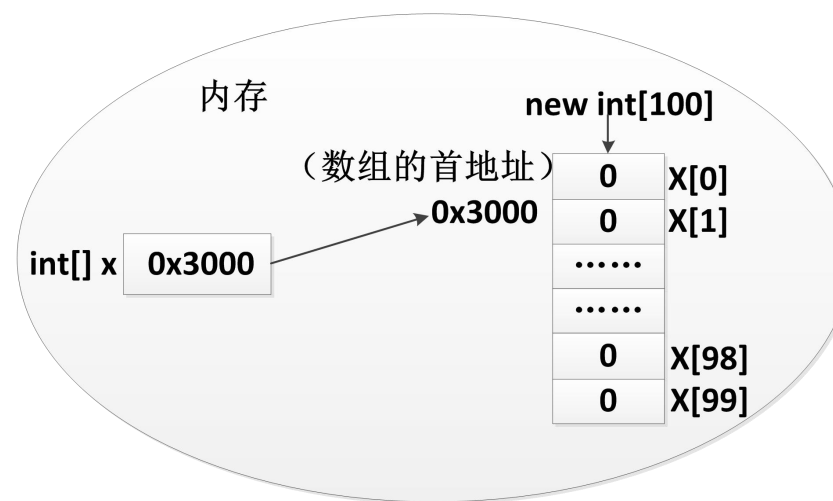 内存
new int[100]
（数组的首地址）
0x3000
int[] x
0x3000
0 X[0]
0 X[1]
……
……
0 X[98]
0 X[99]